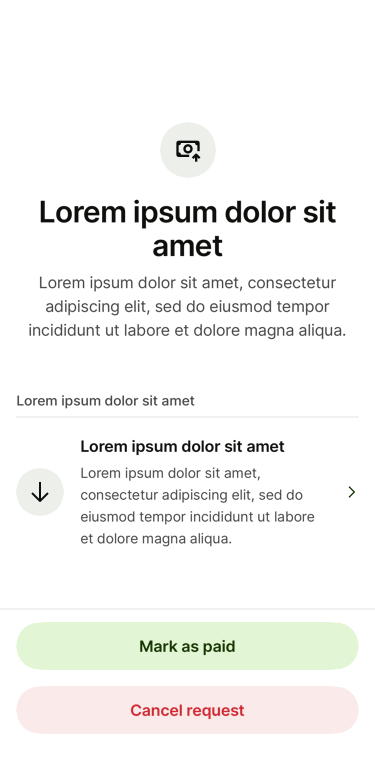 Lorem ipsum dolor sit
amet
Lorem ipsum dolor sit amet, consectetur
adipiscing elit, sed do eiusmod tempor
incididunt ut labore et dolore magna aliqua.
Lorem ipsum dolor sit amet
Lorem ipsum dolor sit amet
Lorem ipsum dolor sit amet,
consectetur adipiscing elit, sed do
eiusmod tempor incididunt ut labore
et dolore magna aliqua.
Mark as paid
Cancel request